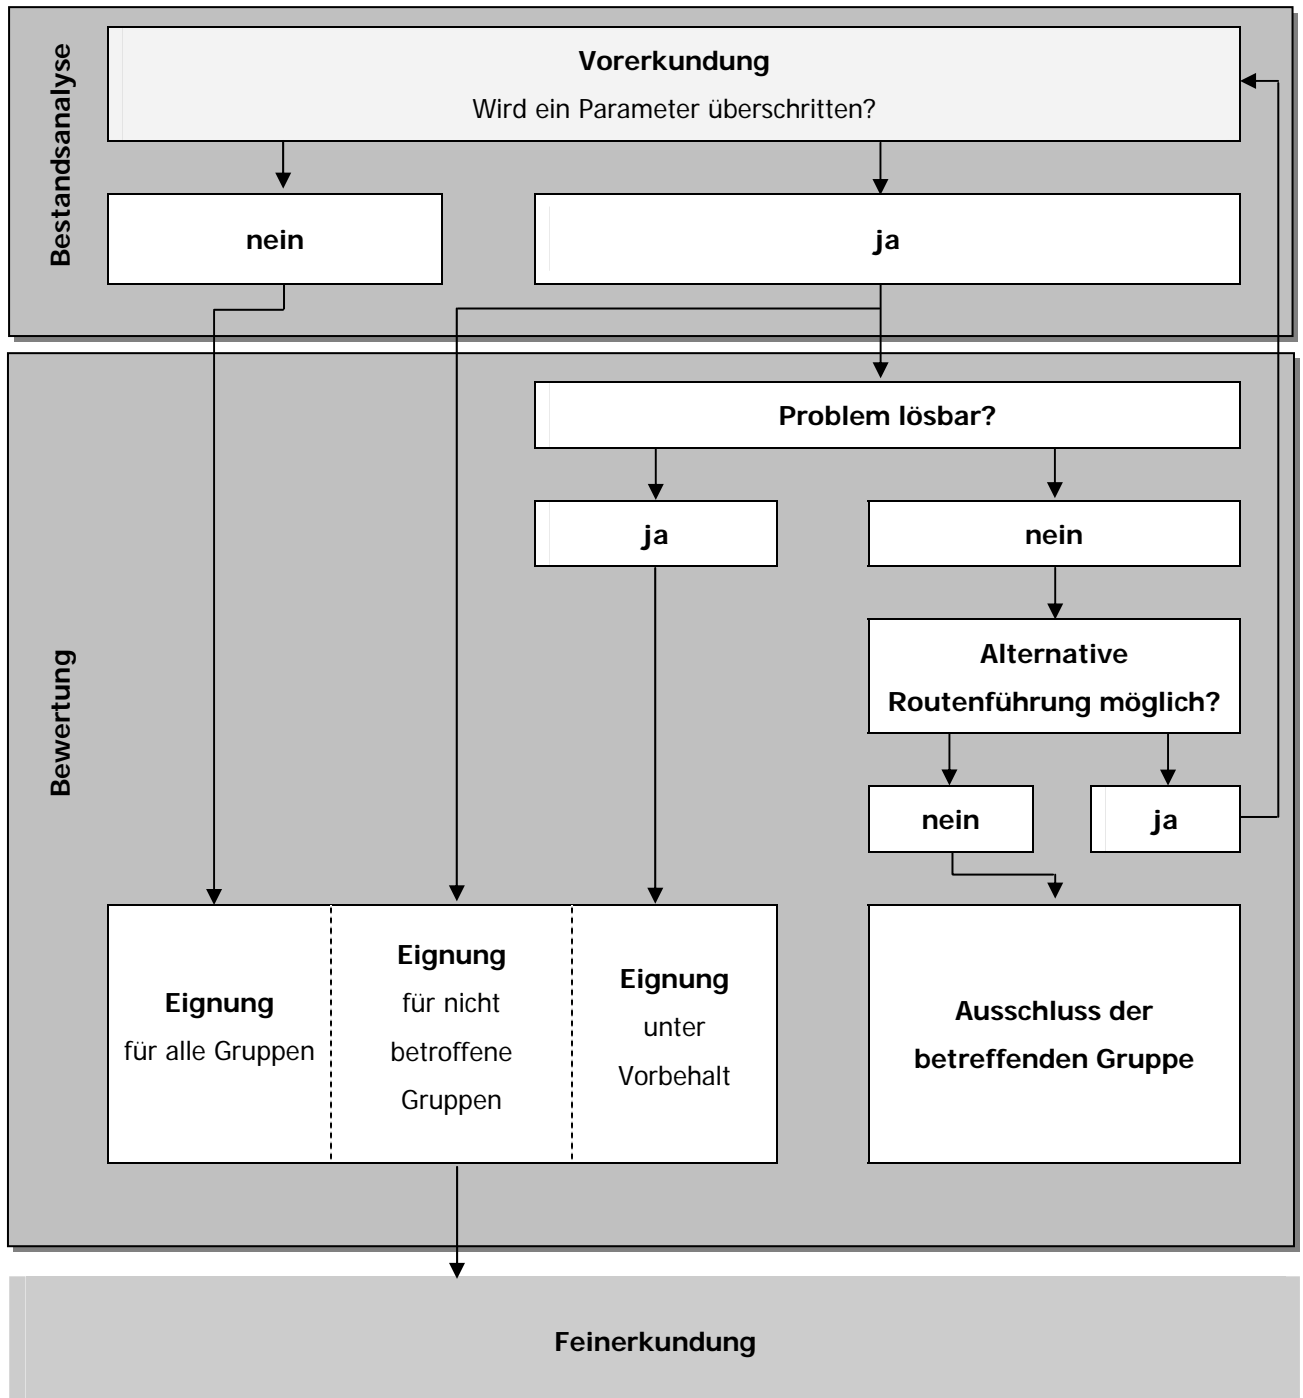 Bestandsanalyse
Vorerkundung
Wird ein Parameter überschritten?
nein
ja
Bewertung
Problem lösbar?
ja
nein
Alternative
Routenführung möglich?
nein
ja
Eignung
für alle Gruppen
Eignung
für nicht
betroffene
Gruppen
Eignung
unter
Vorbehalt
Ausschluss der
betreffenden Gruppe
Feinerkundung